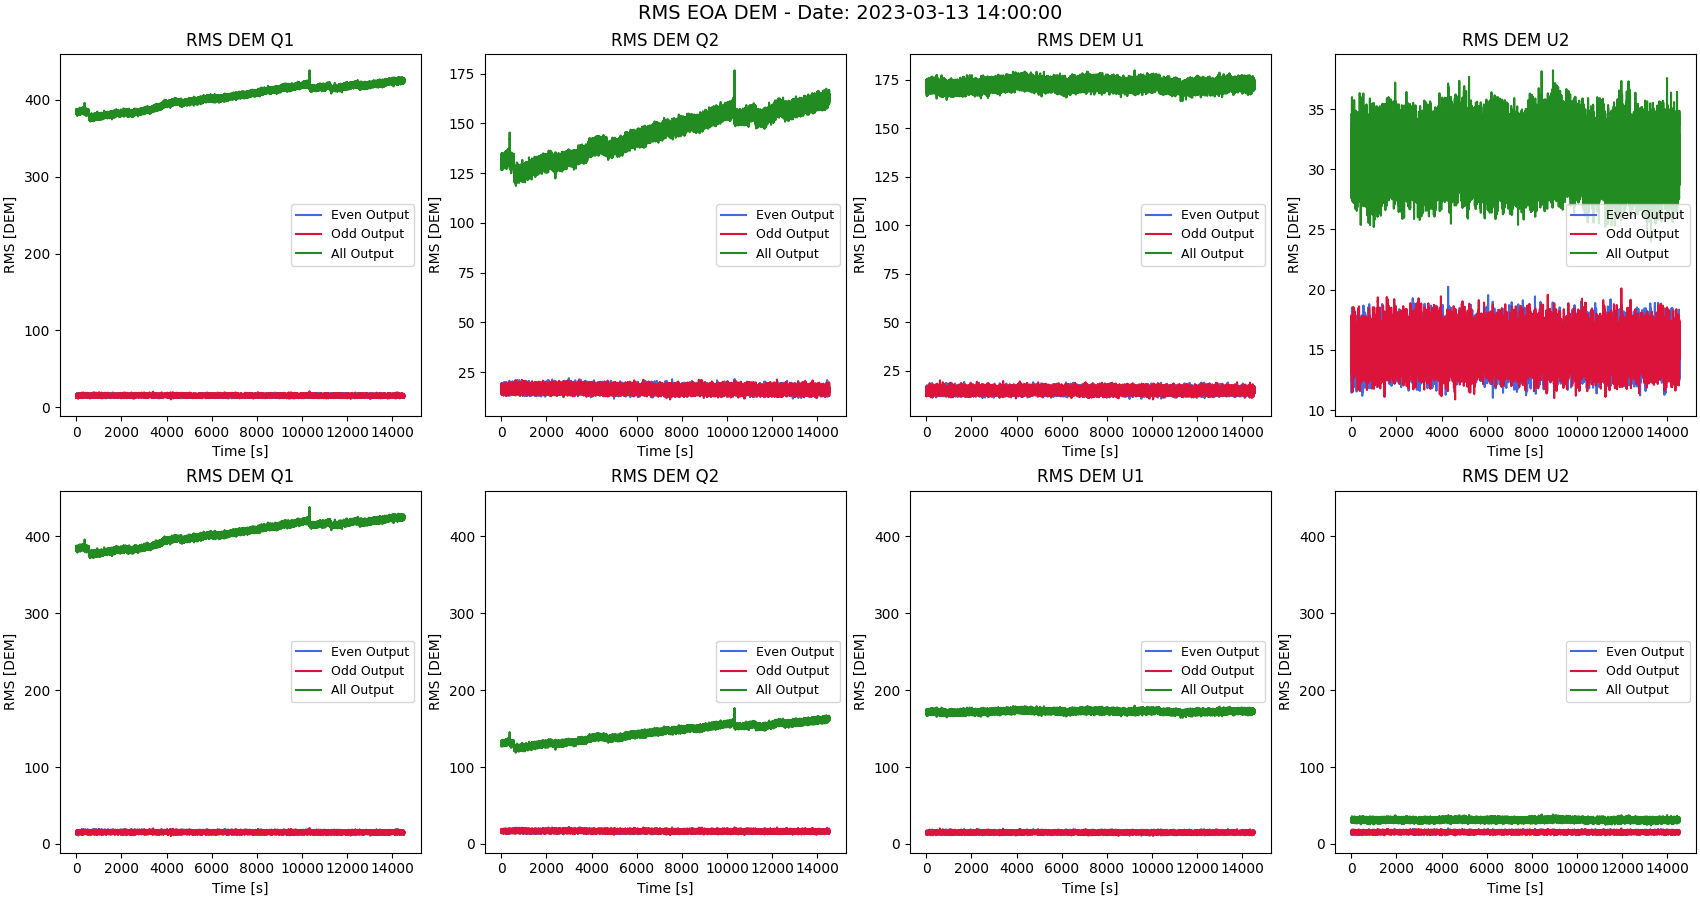 RMS EOA DEM - Date: 2023-03-13 14:00:00
RMS DEM Q1
RMS [DEM]
400
300
200
100
0
Even Output
Odd Output
All Output
0 2000 4000 6000 8000 10000 12000 14000
Time [s]
RMS DEM Q2
RMS [DEM]
175
150
125
100
75
50
25
Even Output
Odd Output
All Output
0 2000 4000 6000 8000 10000 12000 14000
Time [s]
RMS DEM U1
RMS [DEM]
175
150
125
100
75
50
25
Even Output
Odd Output
All Output
0 2000 4000 6000 8000 10000 12000 14000
Time [s]
RMS DEM U2
RMS [DEM]
35
30
25
20
15
10
Even Output
Odd Output
All Output
0 2000 4000 6000 8000 10000 12000 14000
Time [s]
RMS DEM Q1
RMS [DEM]
400
300
200
100
0
Even Output
Odd Output
All Output
0 2000 4000 6000 8000 10000 12000 14000
Time [s]
RMS DEM Q2
RMS [DEM]
400
300
200
100
0
Even Output
Odd Output
All Output
0 2000 4000 6000 8000 10000 12000 14000
Time [s]
RMS DEM U1
RMS [DEM]
400
300
200
100
0
Even Output
Odd Output
All Output
0 2000 4000 6000 8000 10000 12000 14000
Time [s]
RMS DEM U2
RMS [DEM]
400
300
200
100
0
Even Output
Odd Output
All Output
0 2000 4000 6000 8000 10000 12000 14000
Time [s]